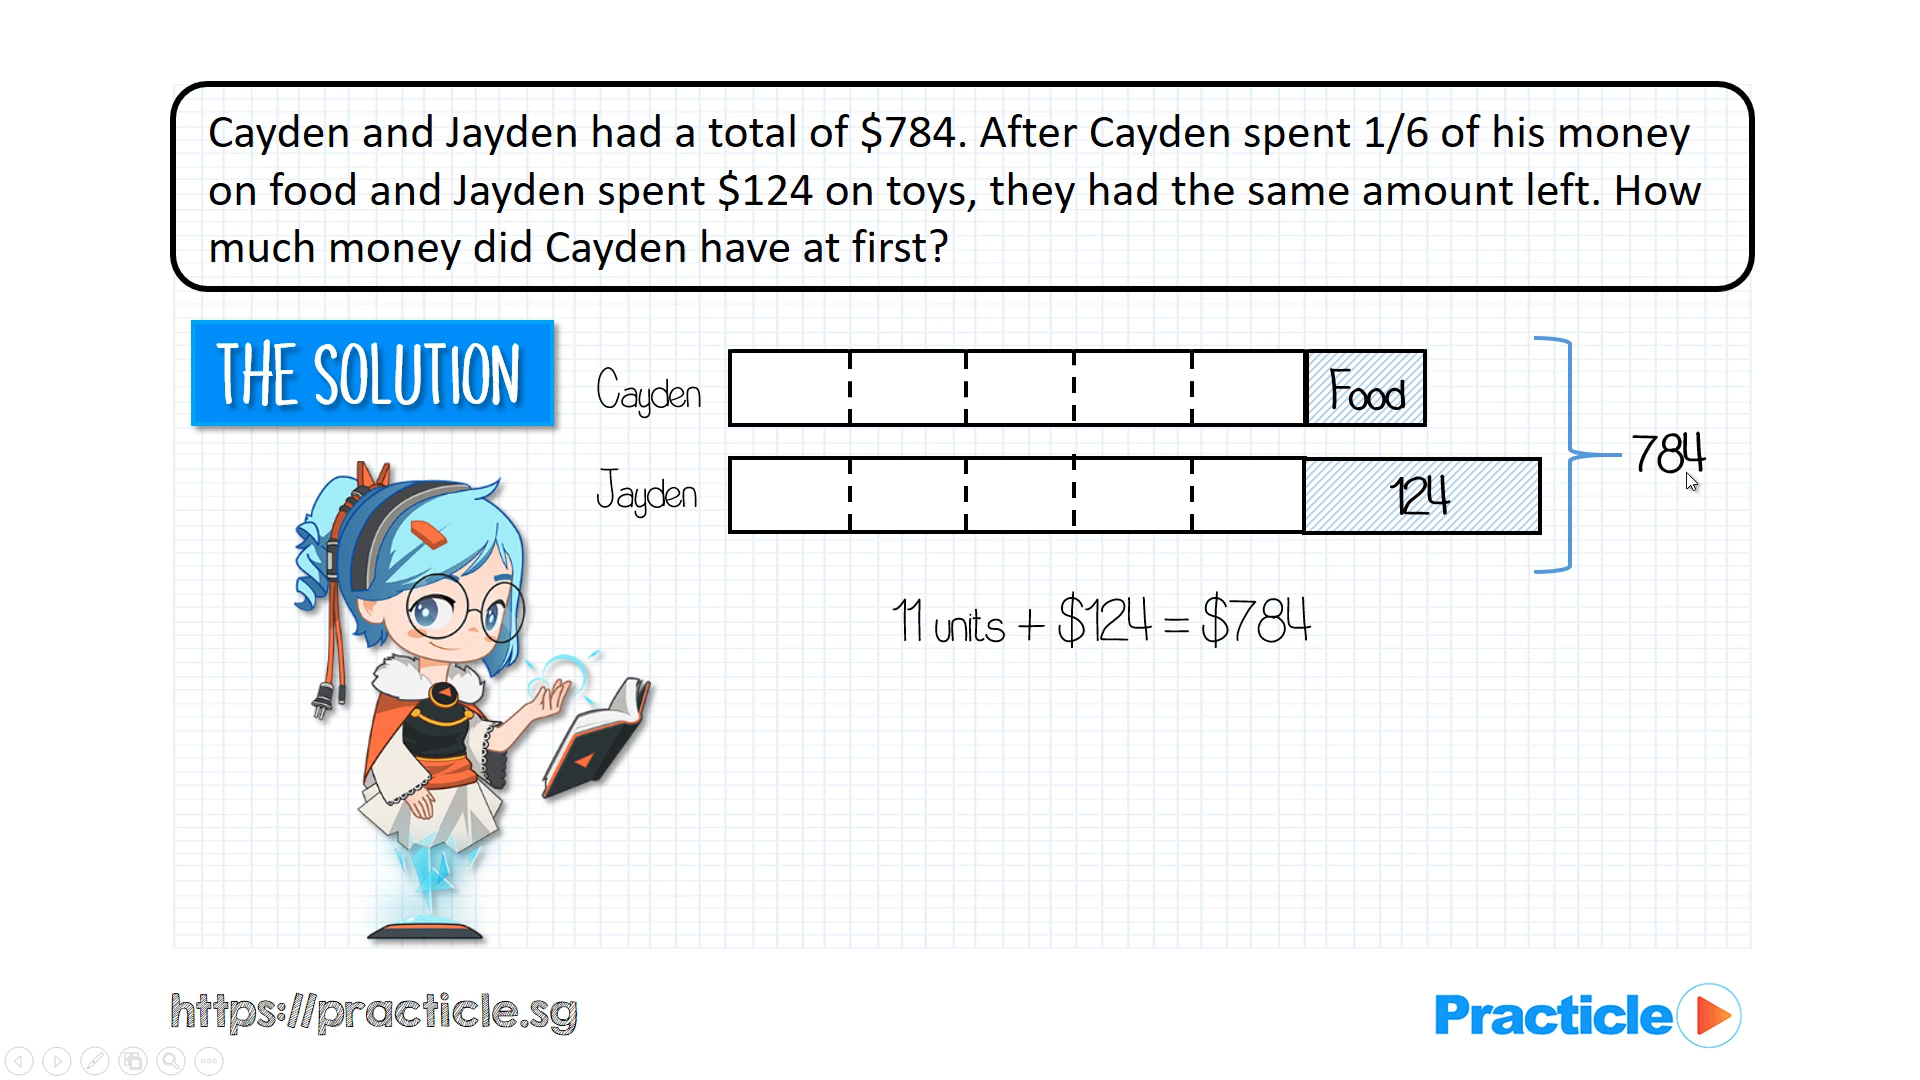 Cayden and Jayden had a total of $784. After Cayden spent 1/6 of his money
on food and Jayden spent $124 on toys, they had the same amount left. How
much money did Cayden have at first?
THE SOLUTION
Cayden
Food
Jayden
124
784
11 units + $124 = $784
https://practicle.sg
Practicle